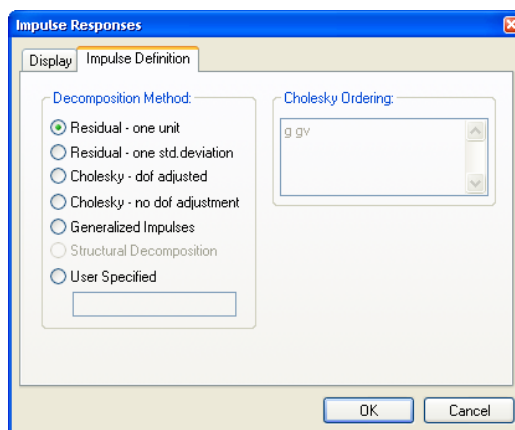 Impulse Responses
Display
Impulse Definition
Decomposition Method:
Residual - one unit
Residual - one std.deviation
Cholesky - dof adjusted
Cholesky - no dof adjustment
Generalized Impulses
Structural Decomposition
User Specified
Cholesky Ordering:
g gv
OK
Cancel